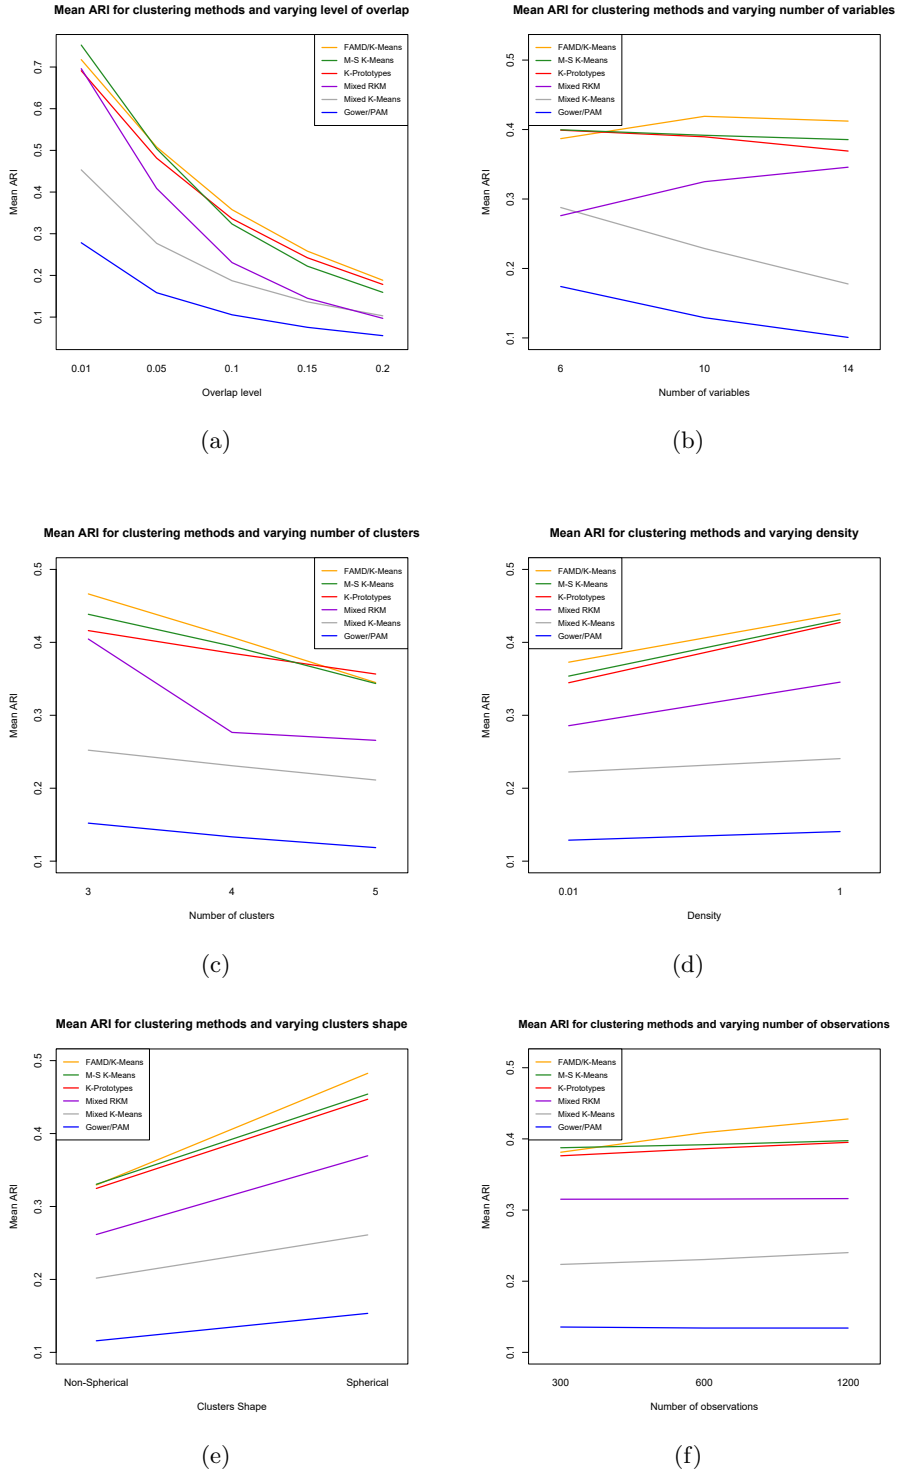 Mean ARI for clustering methods and varying level of overlap
FAMD/K-Means
M-S K-Means
K-Prototypes
Mixed RKM
Mixed K-Means
Gower/PAM
Mean ARI
0.7
0.6
0.5
0.4
0.3
0.2
0.1
0.01 0.05 0.1 0.15 0.2
Overlap level
(a)
Mean ARI for clustering methods and varying number of variables
FAMD/K-Means
M-S K-Means
K-Prototypes
Mixed RKM
Mixed K-Means
Gower/PAM
Mean ARI
0.5
0.4
0.3
0.2
0.1
6 10 14
Number of variables
(b)
Mean ARI for clustering methods and varying number of clusters
FAMD/K-Means
M-S K-Means
K-Prototypes
Mixed RKM
Mixed K-Means
Gower/PAM
Mean ARI
0.5
0.4
0.3
0.2
0.1
3 4 5
Number of clusters
(c)
Mean ARI for clustering methods and varying density
FAMD/K-Means
M-S K-Means
K-Prototypes
Mixed RKM
Mixed K-Means
Gower/PAM
Mean ARI
0.5
0.4
0.3
0.2
0.1
0.01 1
Density
(d)
Mean ARI for clustering methods and varying clusters shape
FAMD/K-Means
M-S K-Means
K-Prototypes
Mixed RKM
Mixed K-Means
Gower/PAM
Mean ARI
0.5
0.4
0.3
0.2
0.1
Non-Spherical Spherical
Clusters Shape
(e)
Mean ARI for clustering methods and varying number of observations
FAMD/K-Means
M-S K-Means
K-Prototypes
Mixed RKM
Mixed K-Means
Gower/PAM
Mean ARI
0.5
0.4
0.3
0.2
0.1
300 600 1200
Number of observations
(f)